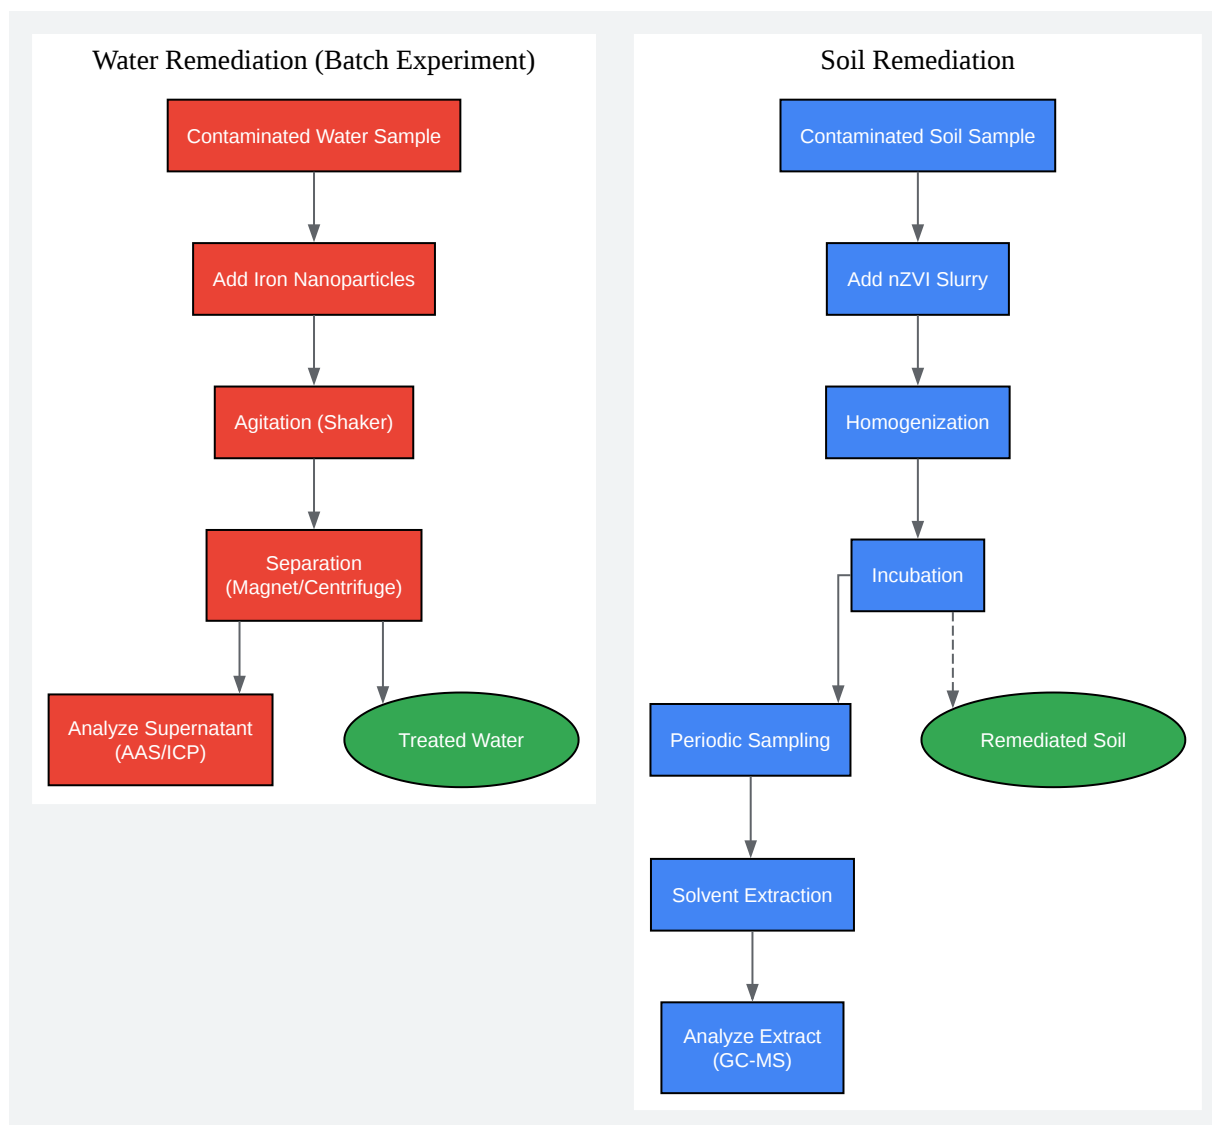 Water Remediation (Batch Experiment)
Contaminated Water Sample
Add Iron Nanoparticles
Agitation (Shaker)
Separation
(Magnet/Centrifuge)
Analyze Supernatant
(AAS/ICP)
Treated Water
Soil Remediation
Contaminated Soil Sample
Add nZVI Slurry
Homogenization
Incubation
Periodic Sampling
Remediated Soil
Solvent Extraction
Analyze Extract
(GC-MS)